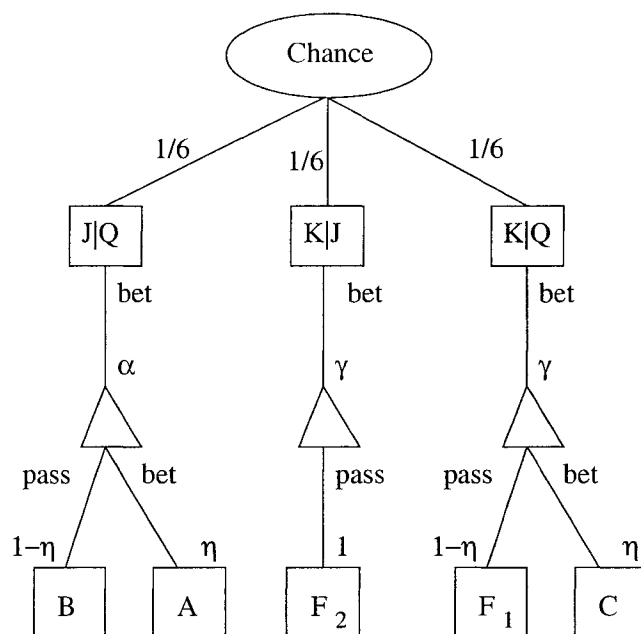 Chance
1/6 1/6 1/6
J|Q K|J K|Q
bet bet bet
α γ γ
pass bet pass pass bet
1−η η 1 1−η η
B A F₂ F₁ C